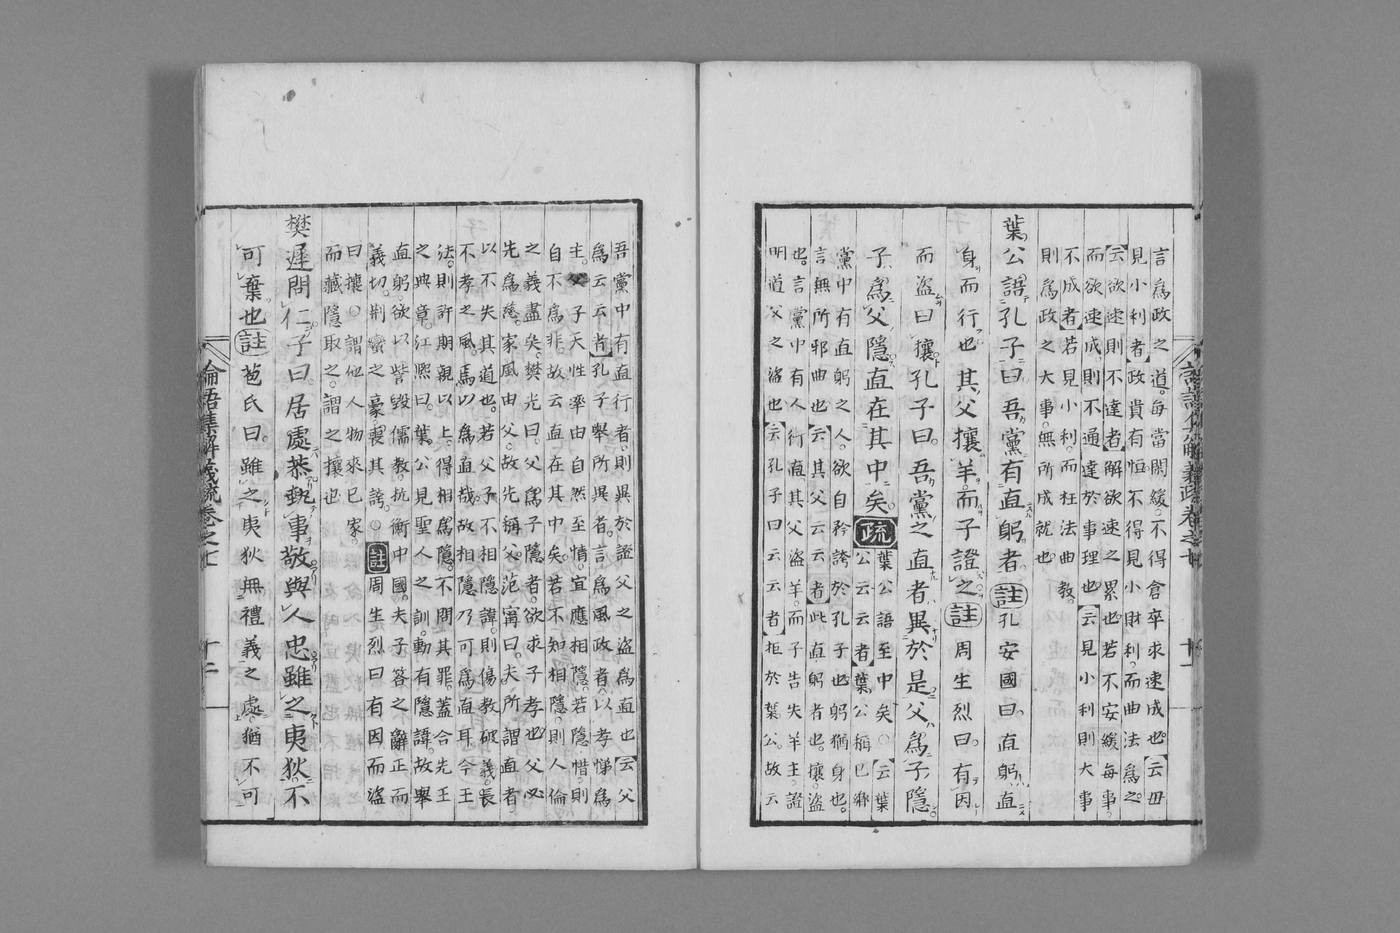 言爲政之道每當閑緩不得倉卒求速成也云毋
見小利者政貴有恒不得見小財利而曲法爲之
云欲速則不達者解欲速之累也若不安緩每事
而欲速成則不通達於事理也云見小利則大事
不成者若見小利而枉法曲教
則爲政之大事無所成就也
葉公語孔子曰吾黨有直躬者註孔安國曰直躬直
身而行也其父攘羊而子證之註周生烈曰有因
而盜曰攘孔子曰吾黨之直者異於是父爲子隱
子爲父隱直在其中矣疏葉公語至中矣○云葉
公云云者葉公稱己鄉
黨中有直躬之人欲自矜誇於孔子也躬猶身也
言無所邪曲也云其父云云者此直躬者也攘盜
也言黨中有人行直其父盜羊而子告失羊主證
明道父之盜也云孔子曰云云者拒於葉公故云
吾黨中有直行者則異於證父之盜爲直也云父
爲云云者孔子舉所異者言爲風政者以孝悌爲
主父子天性率由自然至情宜應相隱若隱惜則
自不爲非故云直在其中矣若不知相隱則人倫
之義盡矣樊光曰父爲子隱者欲求子孝也父必
先爲慈家風由父故先稱父范甯曰夫所謂直者
以不失其道也若父子不相隱諱則傷教破義長
不孝之風焉以爲直哉故相隱乃可爲直耳今王
法則許期親以上得相爲隱不問其罪蓋合先王
之典章江熙曰葉公見聖人之訓動有隱諱故舉
直躬欲以訾毀儒教抗衡中國夫子答之辭正而
義切荆蠻之豪喪其誇○註周生烈曰有因而盜
曰攘○謂他人物來己家
而藏隱取之謂之攘也
樊遲問仁子曰居處恭執事敬與人忠雖之夷狄不
可棄也註苞氏曰雖之夷狄無禮義之處猶不可
論語集解義疏卷之七 十二